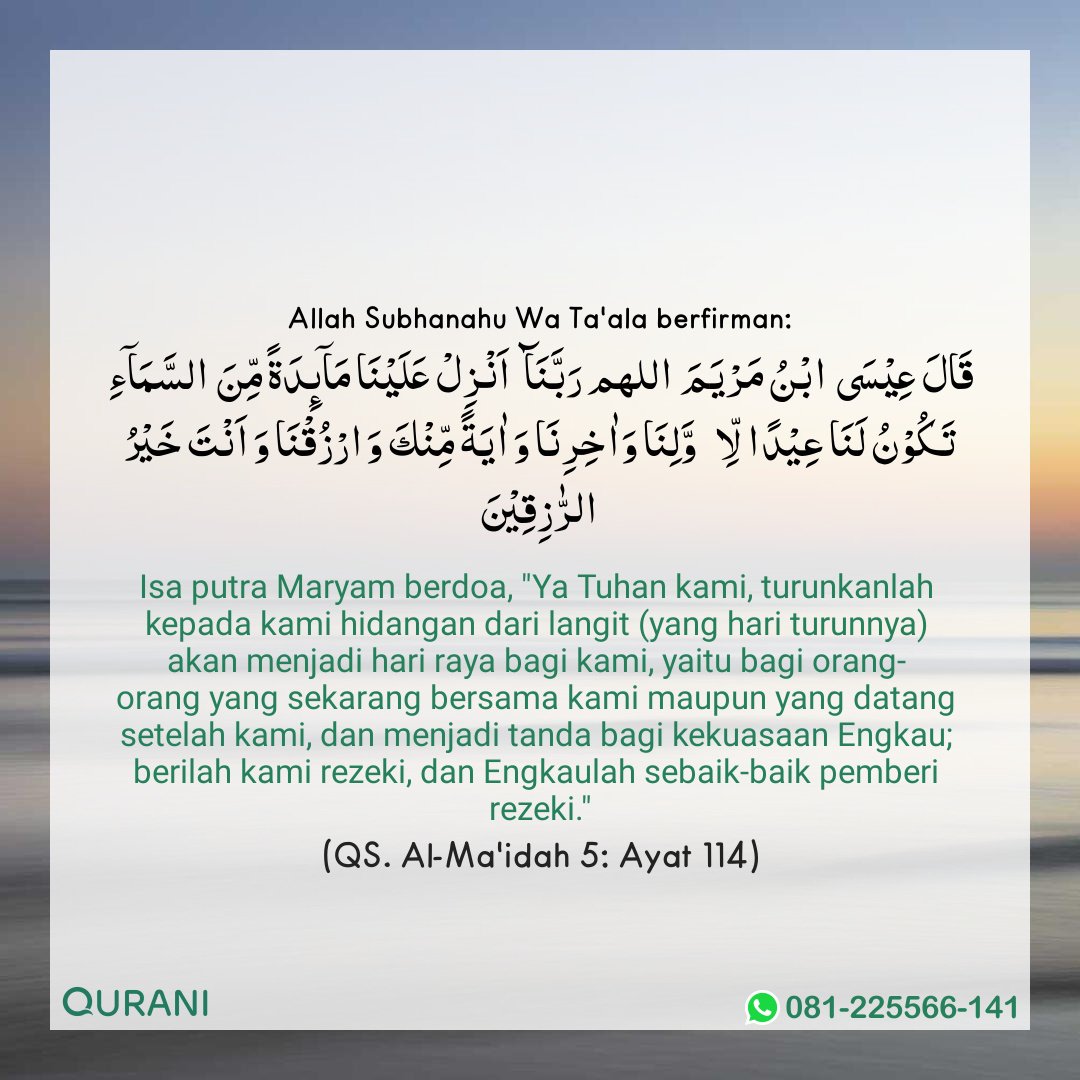 Allah Subhanahu Wa Ta'ala berfirman:
قَالَ عِيْسَى ابْنُ مَرْيَمَ اللهم رَبَّنَاۤ اَنْزِلْ عَلَيْنَا مَآئِدَةً مِّنَ السَّمَآءِ
تَكُوْنُ لَنَا عِيْدًا لِّا وَّلِنَا وَاٰخِرِنَا وَاٰيَةً مِّنْكَ وَارْزُقْنَا وَاَنْتَ خَيْرُ
الرّٰزِقِيْنَ
Isa putra Maryam berdoa, "Ya Tuhan kami, turunkanlah
kepada kami hidangan dari langit (yang hari turunnya)
akan menjadi hari raya bagi kami, yaitu bagi orang-
orang yang sekarang bersama kami maupun yang datang
setelah kami, dan menjadi tanda bagi kekuasaan Engkau;
berilah kami rezeki, dan Engkaulah sebaik-baik pemberi
rezeki."
(QS. Al-Ma'idah 5: Ayat 114)
QURANI
081-225566-141